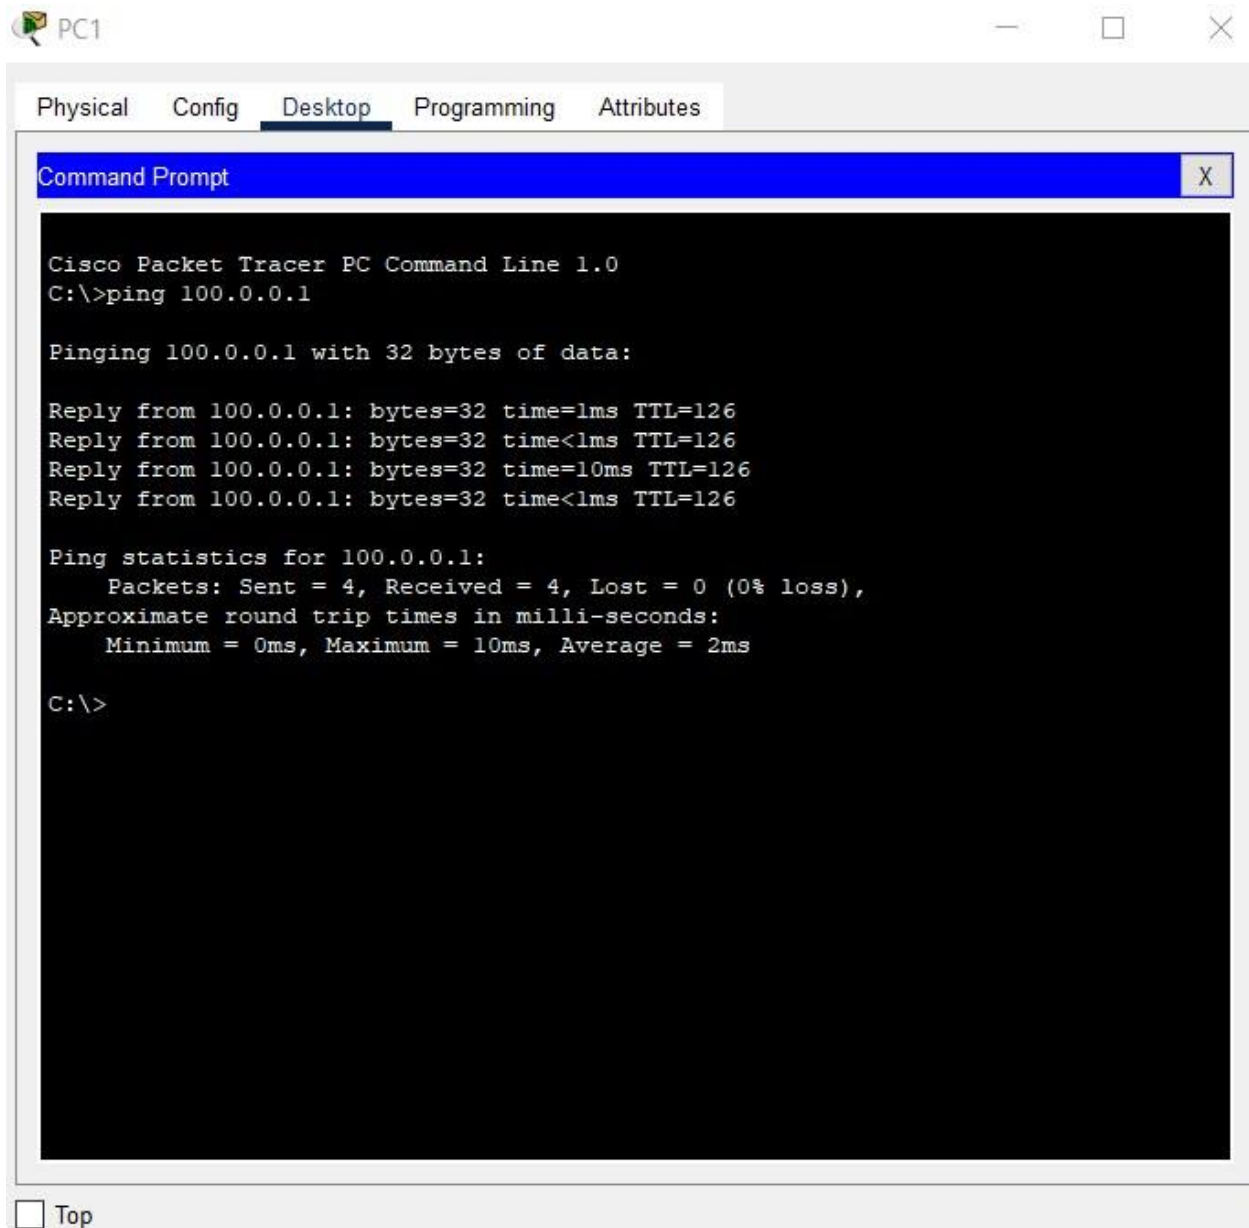 PC1
Physical Config Desktop Programming Attributes
Command Prompt X
Cisco Packet Tracer PC Command Line 1.0
C:\>ping 100.0.0.1
Pinging 100.0.0.1 with 32 bytes of data:
Reply from 100.0.0.1: bytes=32 time=1ms TTL=126
Reply from 100.0.0.1: bytes=32 time<1ms TTL=126
Reply from 100.0.0.1: bytes=32 time=10ms TTL=126
Reply from 100.0.0.1: bytes=32 time<1ms TTL=126
Ping statistics for 100.0.0.1:
    Packets: Sent = 4, Received = 4, Lost = 0 (0% loss),
Approximate round trip times in milli-seconds:
    Minimum = 0ms, Maximum = 10ms, Average = 2ms
C:\>
Top